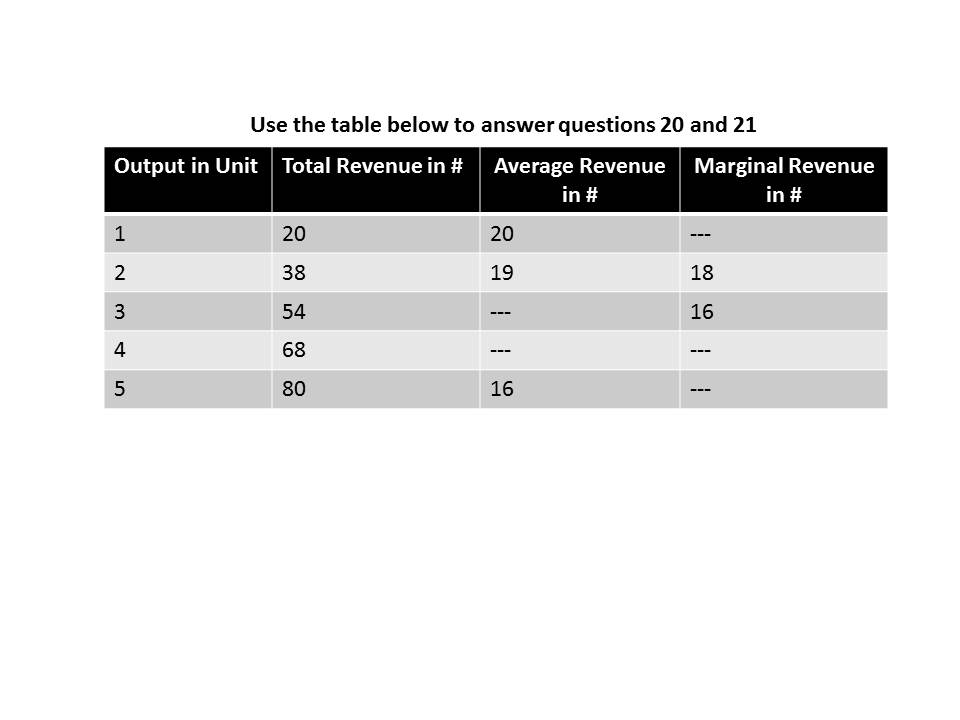 Use the table below to answer questions 20 and 21
Output in Unit Total Revenue in # Average Revenue in # Marginal Revenue in #
1 20 20 ---
2 38 19 18
3 54 --- 16
4 68 --- ---
5 80 16 ---